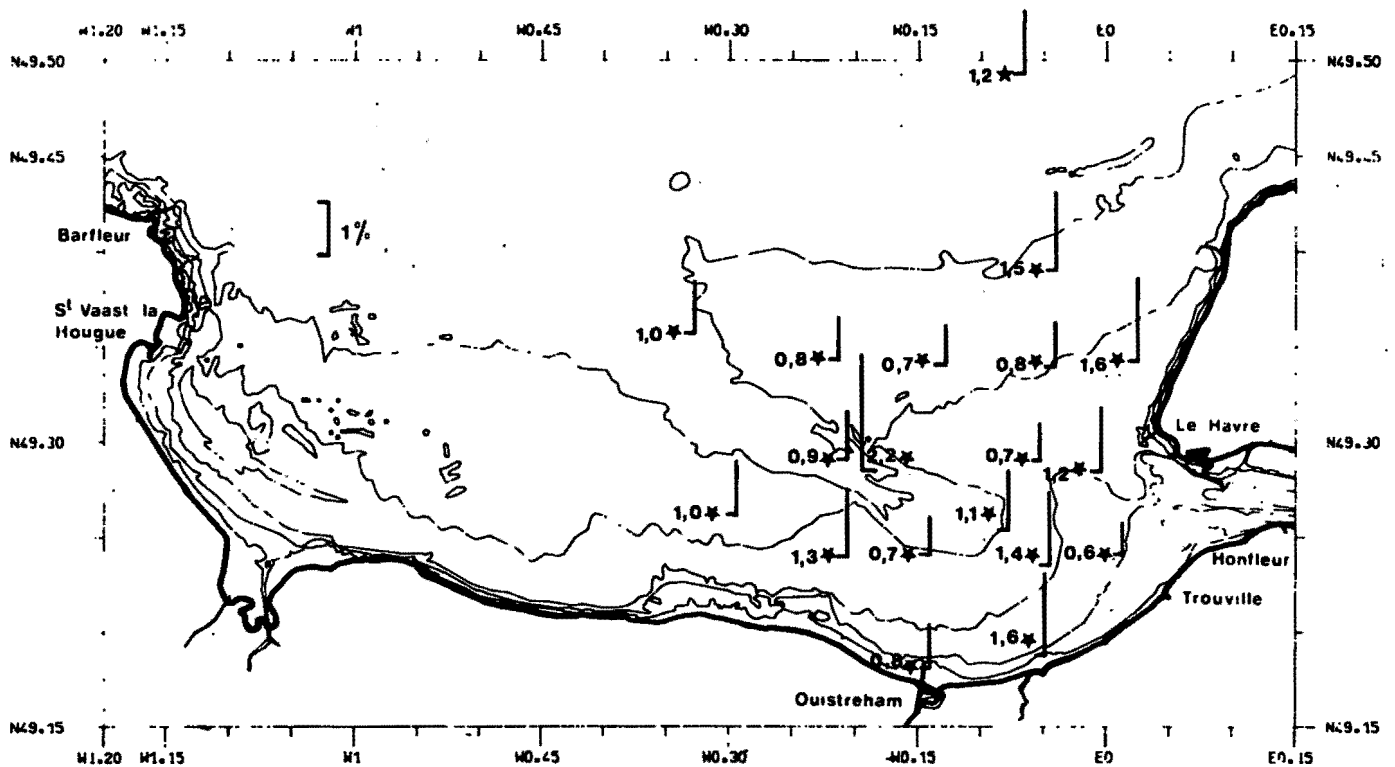 W1.20 W1.15 W1 W0.45 W0.30 W0.15 E0 E0.15
N49.50 N49.50
1,2
N49.45 N49.45
Barfleur
1%
1,5
St Vaast la
Hougue
1,0
0,8 0,7 0,8 1,6
Le Havre
N49.30 N49.30
0,9 2,2 0,7
1,2
1,0 1,1
1,3 0,7 1,4 0,6
Honfleur
Trouville
1,6
Ouistreham
N49.15 N49.15
W1.20 W1.15 W1 W0.45 W0.30 W0.15 E0 E0.15